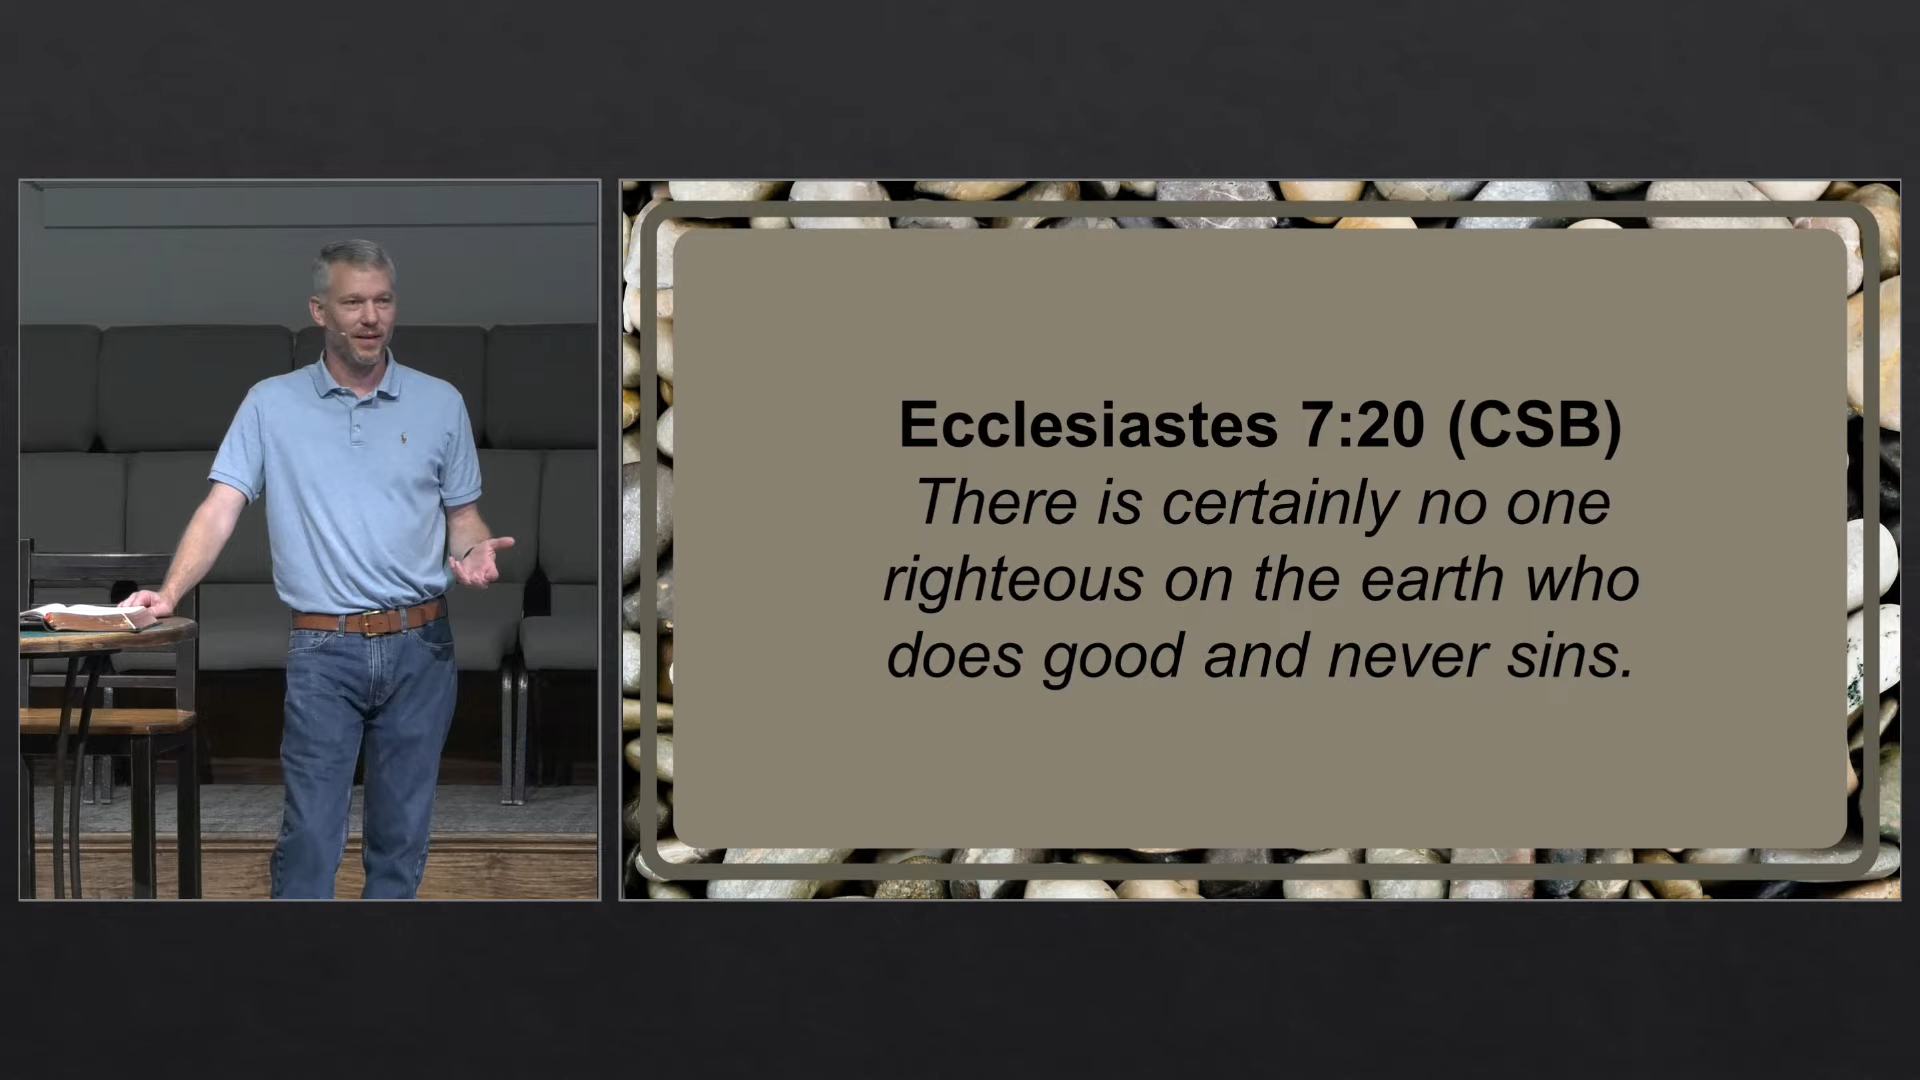 Ecclesiastes 7:20 (CSB)
There is certainly no one
righteous on the earth who
does good and never sins.